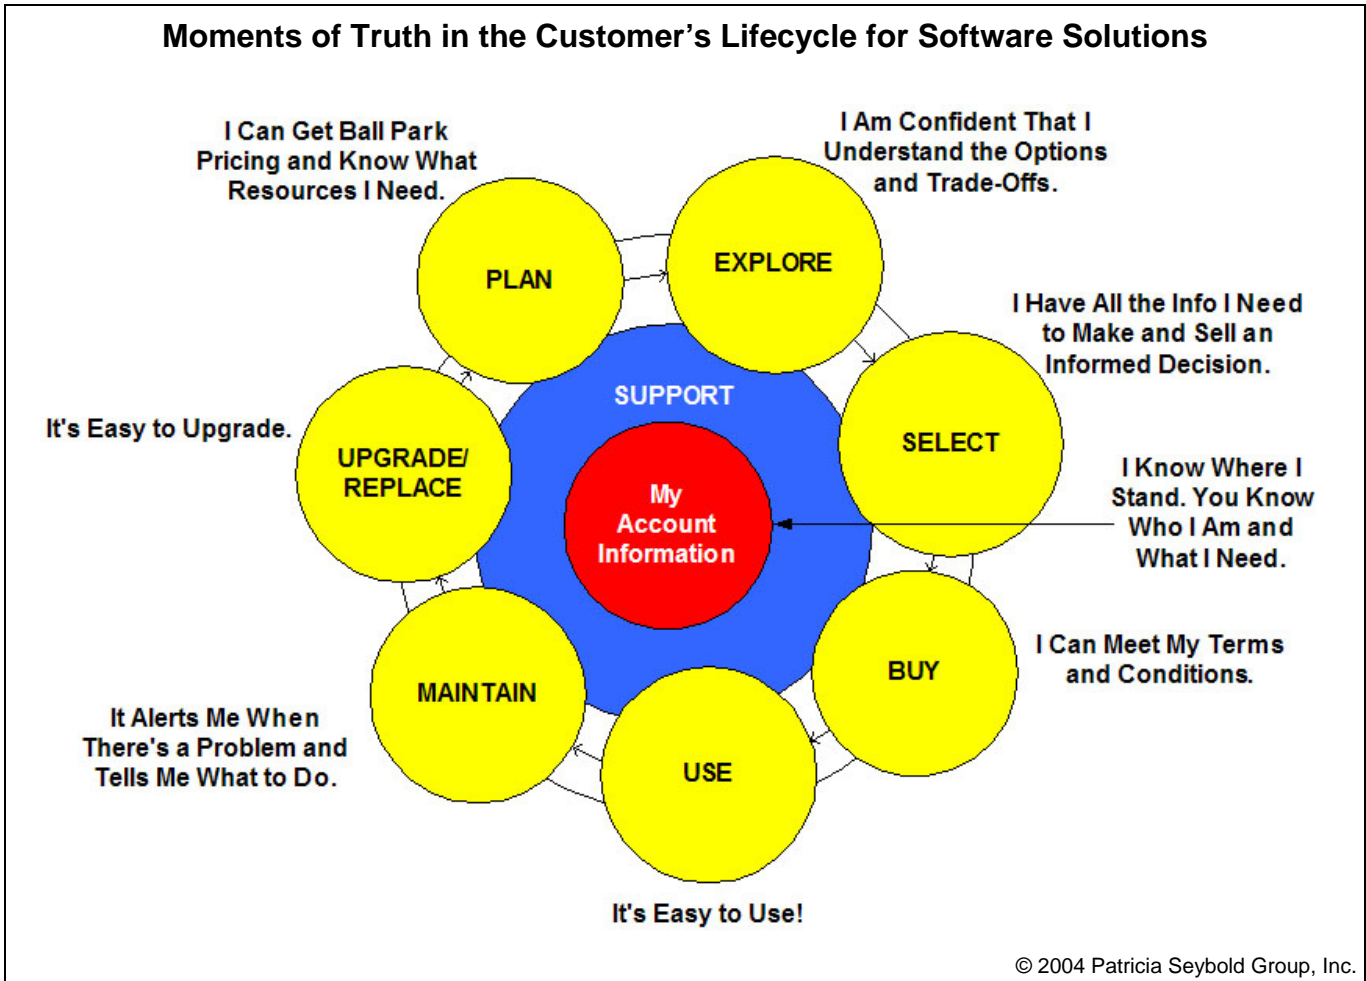 Moments of Truth in the Customer's Lifecycle for Software Solutions
I Can Get Ball Park
Pricing and Know What
Resources I Need.
I Am Confident That I
Understand the Options
and Trade-Offs.
PLAN
EXPLORE
I Have All the Info I Need
to Make and Sell an
Informed Decision.
SUPPORT
SELECT
It's Easy to Upgrade.
UPGRADE/
REPLACE
My
Account
Information
I Know Where I
Stand. You Know
Who I Am and
What I Need.
MAINTAIN
BUY
I Can Meet My Terms
and Conditions.
It Alerts Me When
There's a Problem and
Tells Me What to Do.
USE
It's Easy to Use!
© 2004 Patricia Seybold Group, Inc.